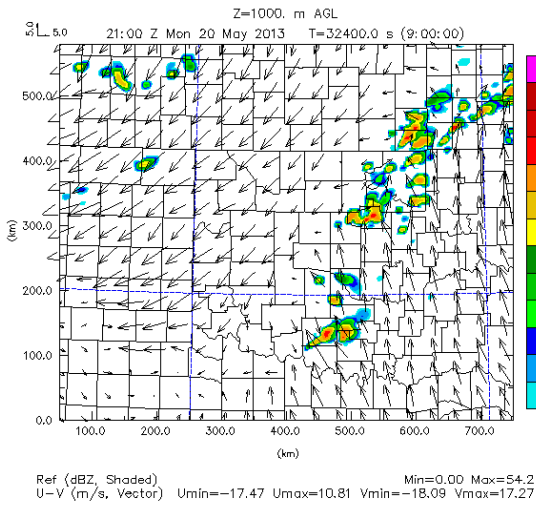 Z=1000. m AGL
5.0 5.0 21:00 Z Mon 20 May 2013 T=32400.0 s (9:00:00)
500.0
400.0
300.0
(km)
200.0
100.0
0.0
100.0 200.0 300.0 400.0 500.0 600.0 700.0
(km)
Ref (dBZ, Shaded) Min=0.00 Max=54.2
U-V (m/s, Vector) Umin=-17.47 Umax=10.81 Vmin=-18.09 Vmax=17.27